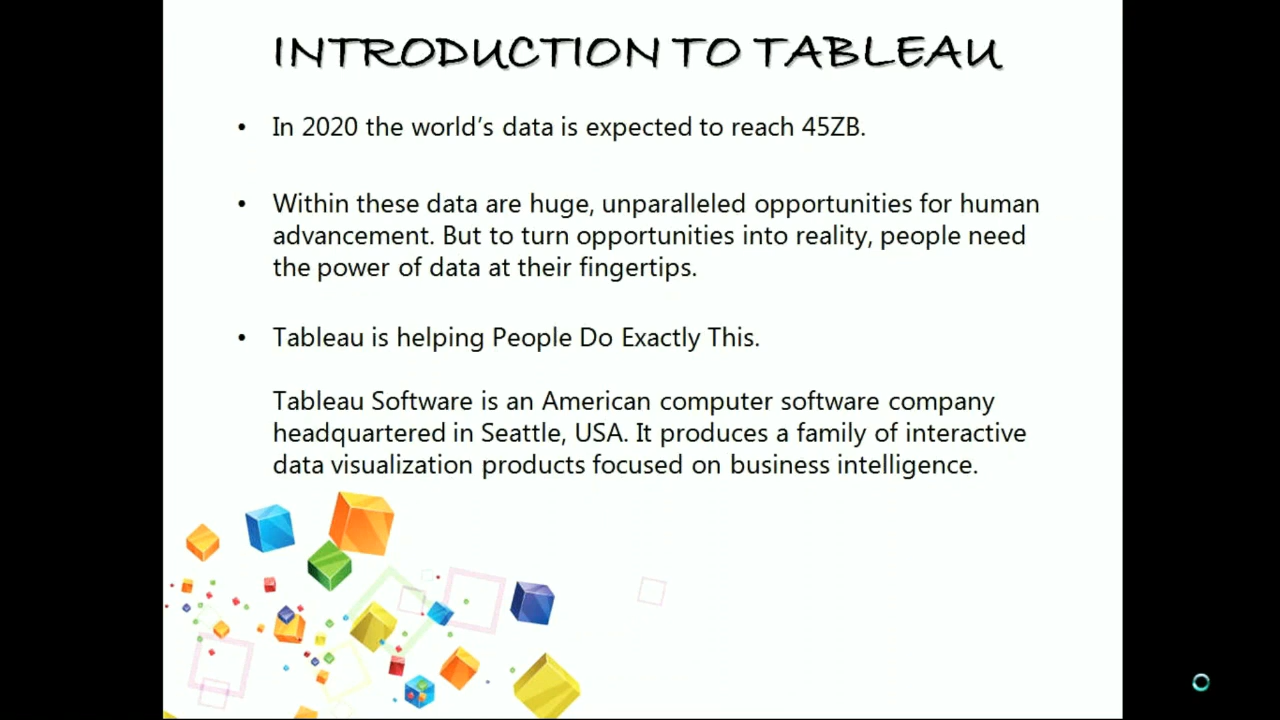 INTRODUCTION TO TABLEAU
• In 2020 the world's data is expected to reach 45ZB.
• Within these data are huge, unparalleled opportunities for human
advancement. But to turn opportunities into reality, people need
the power of data at their fingertips.
• Tableau is helping People Do Exactly This.
Tableau Software is an American computer software company
headquartered in Seattle, USA. It produces a family of interactive
data visualization products focused on business intelligence.